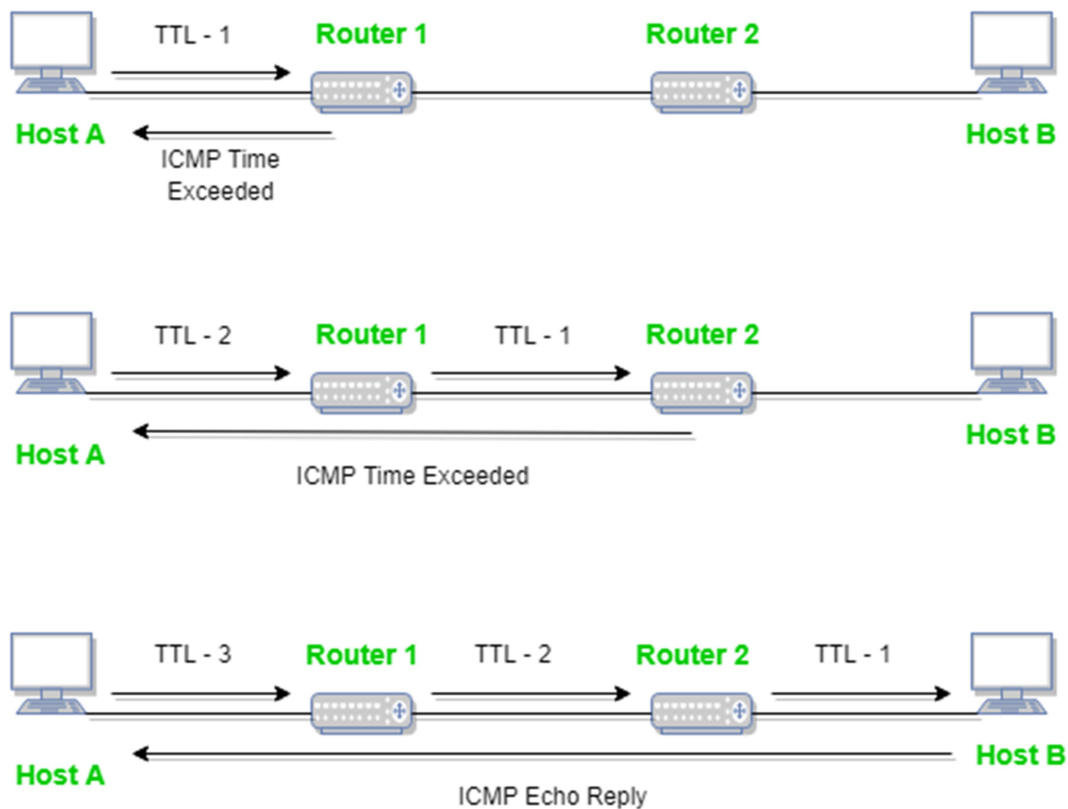 TTL - 1
Router 1
Router 2
Host A
Host B
ICMP Time
Exceeded
TTL - 2
Router 1
TTL - 1
Router 2
Host A
Host B
ICMP Time Exceeded
TTL - 3
Router 1
TTL - 2
Router 2
TTL - 1
Host A
Host B
ICMP Echo Reply